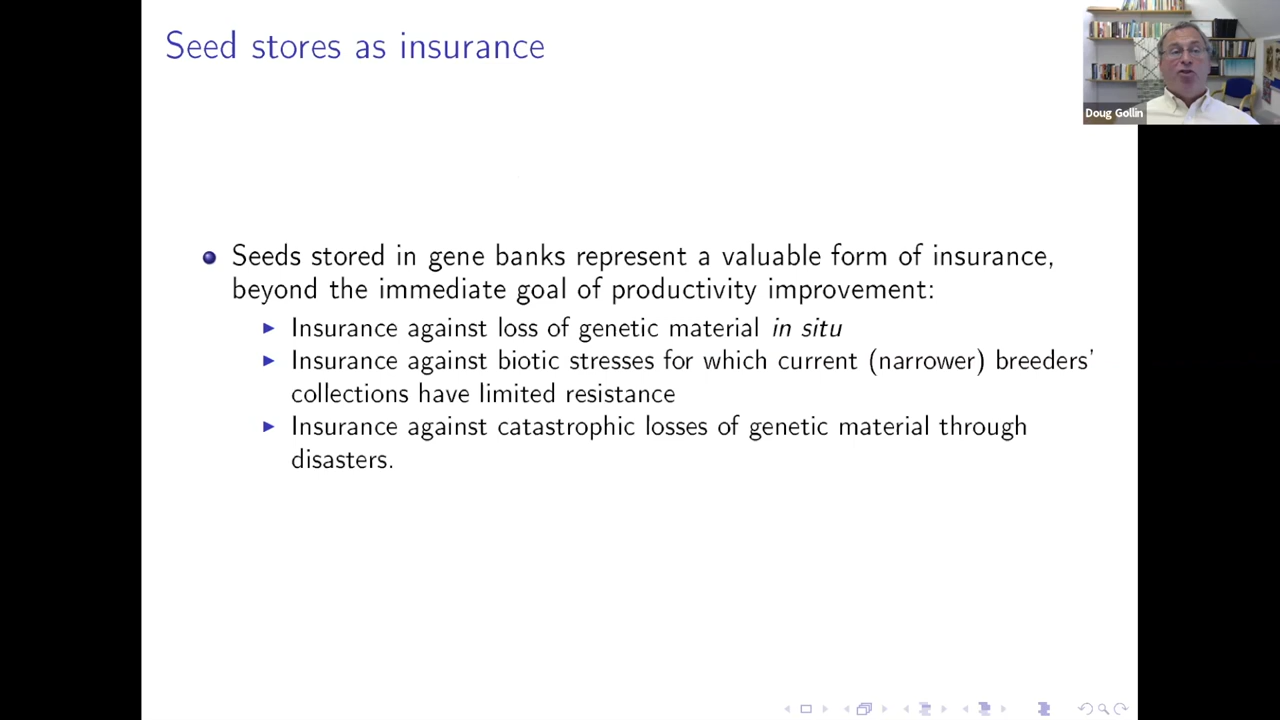 Seed stores as insurance
Doug Gollin
Seeds stored in gene banks represent a valuable form of insurance,
beyond the immediate goal of productivity improvement:
Insurance against loss of genetic material in situ
Insurance against biotic stresses for which current (narrower) breeders'
collections have limited resistance
Insurance against catastrophic losses of genetic material through
disasters.